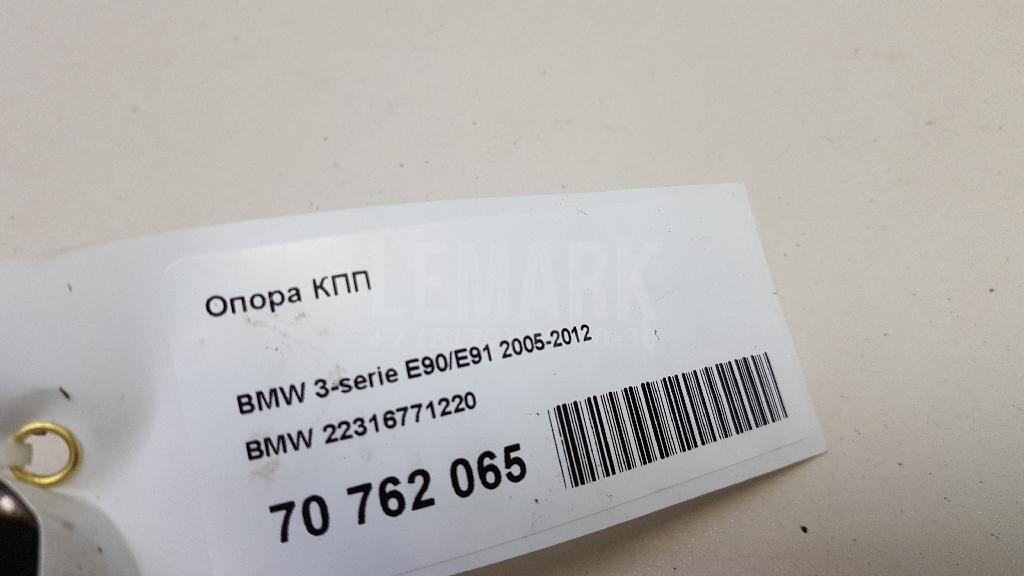 LEMARK
Опора КПП
BMW 3-serie E90/E91 2005-2012
BMW 22316771220
70 762 065